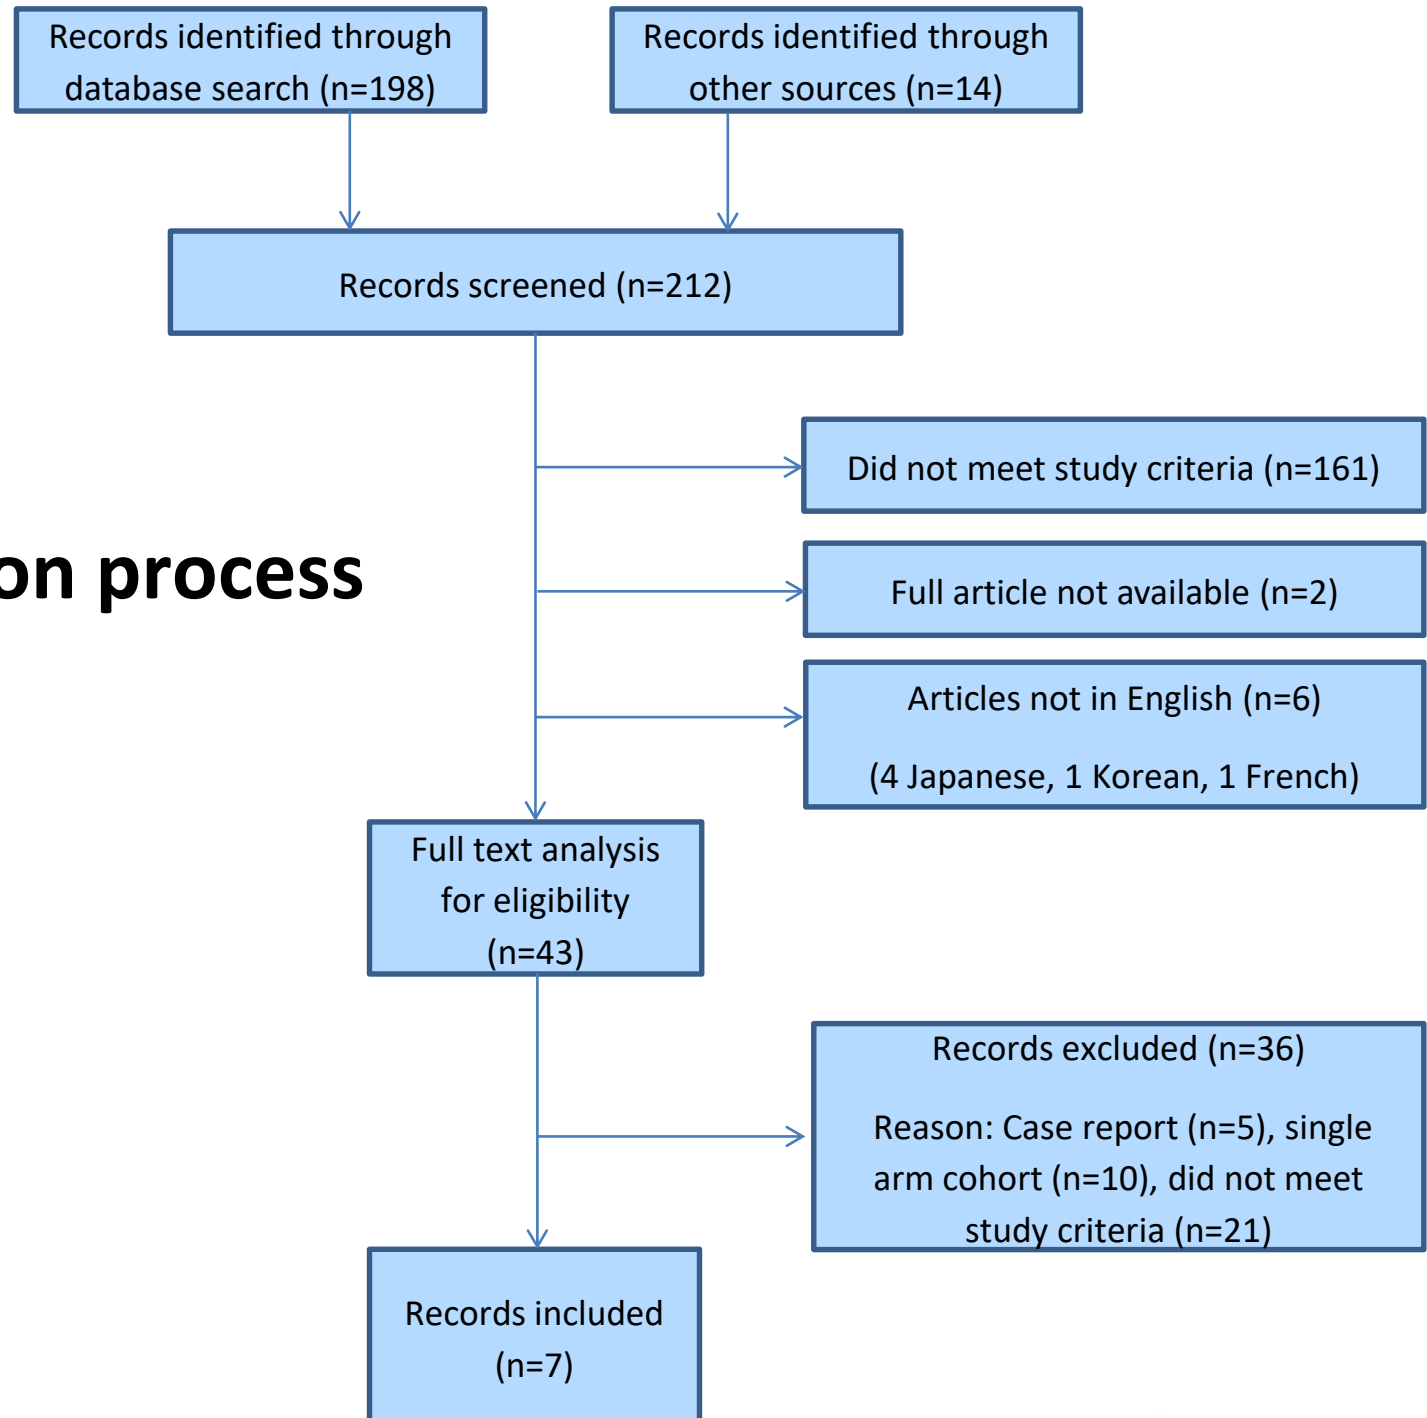 Records identified through
database search (n=198)
Records identified through
other sources (n=14)
Records screened (n=212)
Did not meet study criteria (n=161)
on process
Full article not available (n=2)
Articles not in English (n=6)
(4 Japanese, 1 Korean, 1 French)
Full text analysis
for eligibility
(n=43)
Records excluded (n=36)
Reason: Case report (n=5), single
arm cohort (n=10), did not meet
study criteria (n=21)
Records included
(n=7)